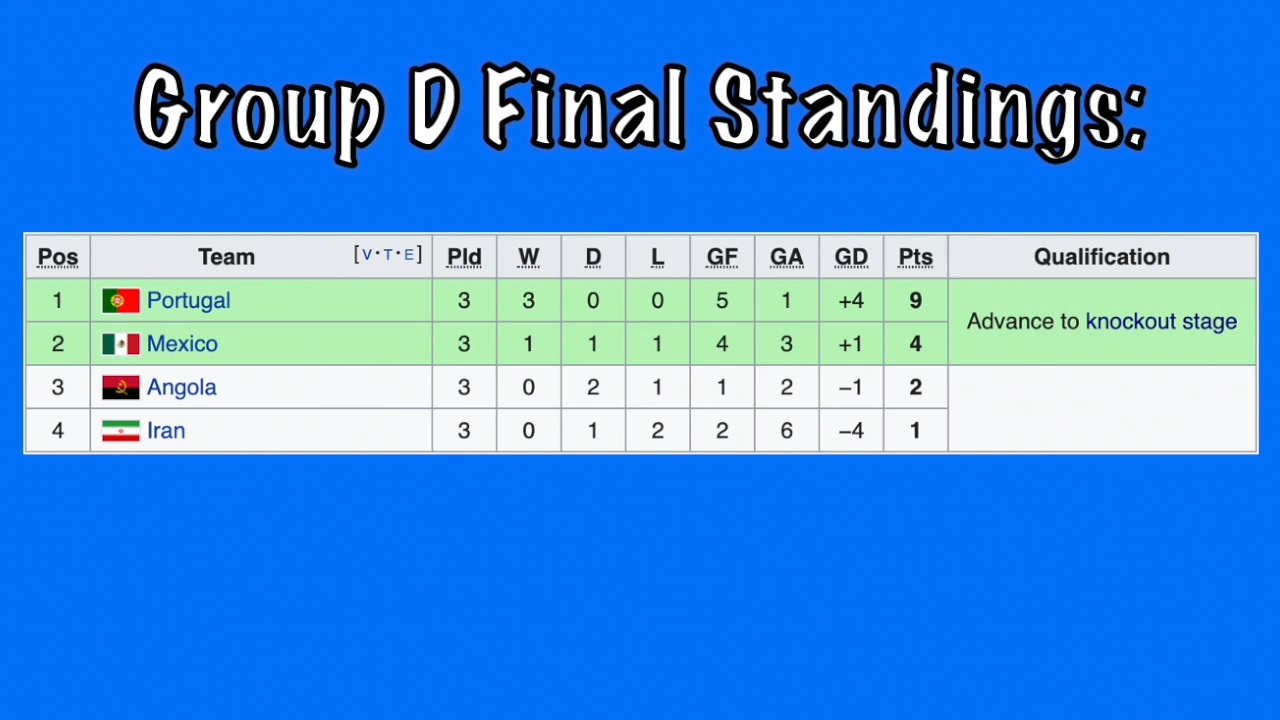 Group D Final Standings:
Pos Team [V·T·E] Pld W D L GF GA GD Pts Qualification
1 Portugal 3 3 0 0 5 1 +4 9 Advance to knockout stage
2 Mexico 3 1 1 1 4 3 +1 4
3 Angola 3 0 2 1 1 2 −1 2
4 Iran 3 0 1 2 2 6 −4 1